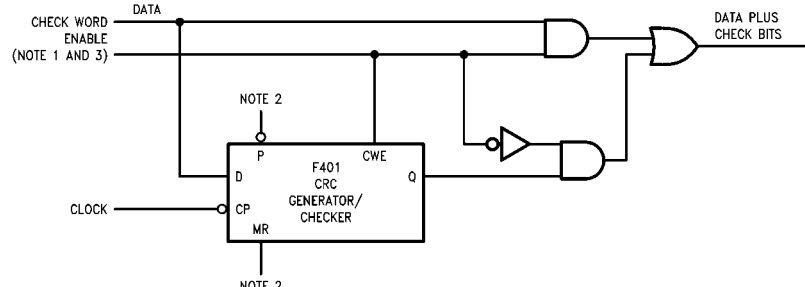 DATA
CHECK WORD
ENABLE
(NOTE 1 AND 3)
DATA PLUS
CHECK BITS
NOTE 2
P
CWE
F401
CRC
GENERATOR/
CHECKER
D
Q
CLOCK
CP
MR
NOTE 2